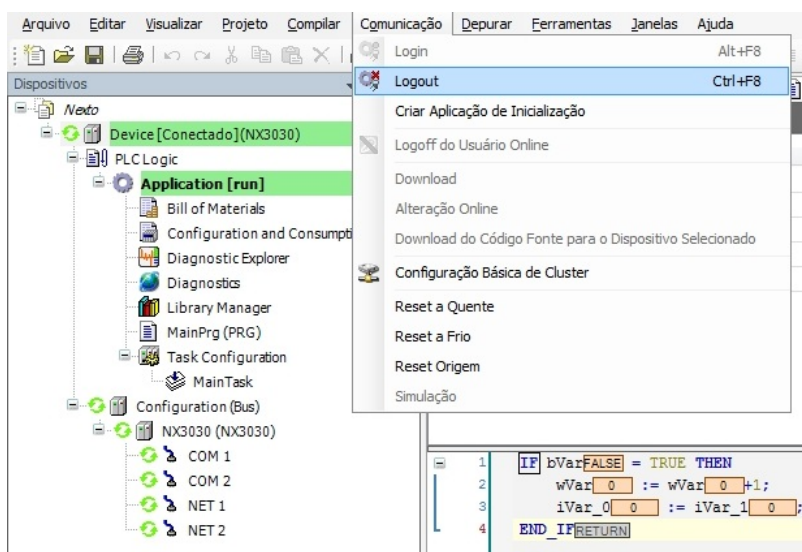 Arquivo Editar Visualizar Projeto Compilar Comunicação Depurar Ferramentas Janelas Ajuda
Dispositivos
Nexto
Device [Conectado] (NX3030)
PLC Logic
Application [run]
Bill of Materials
Configuration and Consumpti
Diagnostic Explorer
Diagnostics
Library Manager
MainPrg (PRG)
Task Configuration
MainTask
Configuration (Bus)
NX3030 (NX3030)
COM 1
COM 2
NET 1
NET 2
Login Alt+F8
Logout Ctrl+F8
Criar Aplicação de Inicialização
Logoff do Usuário Online
Download
Alteração Online
Download do Código Fonte para o Dispositivo Selecionado
Configuração Básica de Cluster
Reset a Quente
Reset a Frio
Reset Origem
Simulação
1 IF bVar FALSE = TRUE THEN
2 wVar 0 := wVar 0 +1;
3 iVar_0 0 := iVar_1 0 ;
4 END_IF RETURN